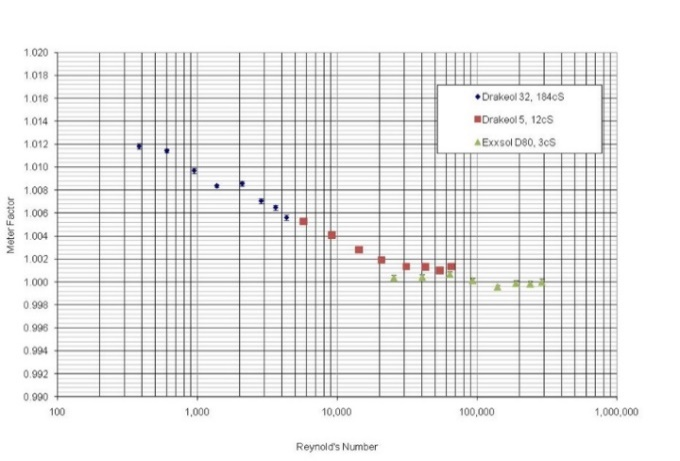 1.020
1.018
1.016
1.014
1.012
1.010
1.008
1.006
1.004
1.002
1.000
0.998
0.996
0.994
0.992
0.990
Meter Factor
Drakeol 32, 184cS
Drakeol 5, 12cS
Exxsol D80, 3cS
100 1,000 10,000 100,000 1,000,000
Reynold's Number